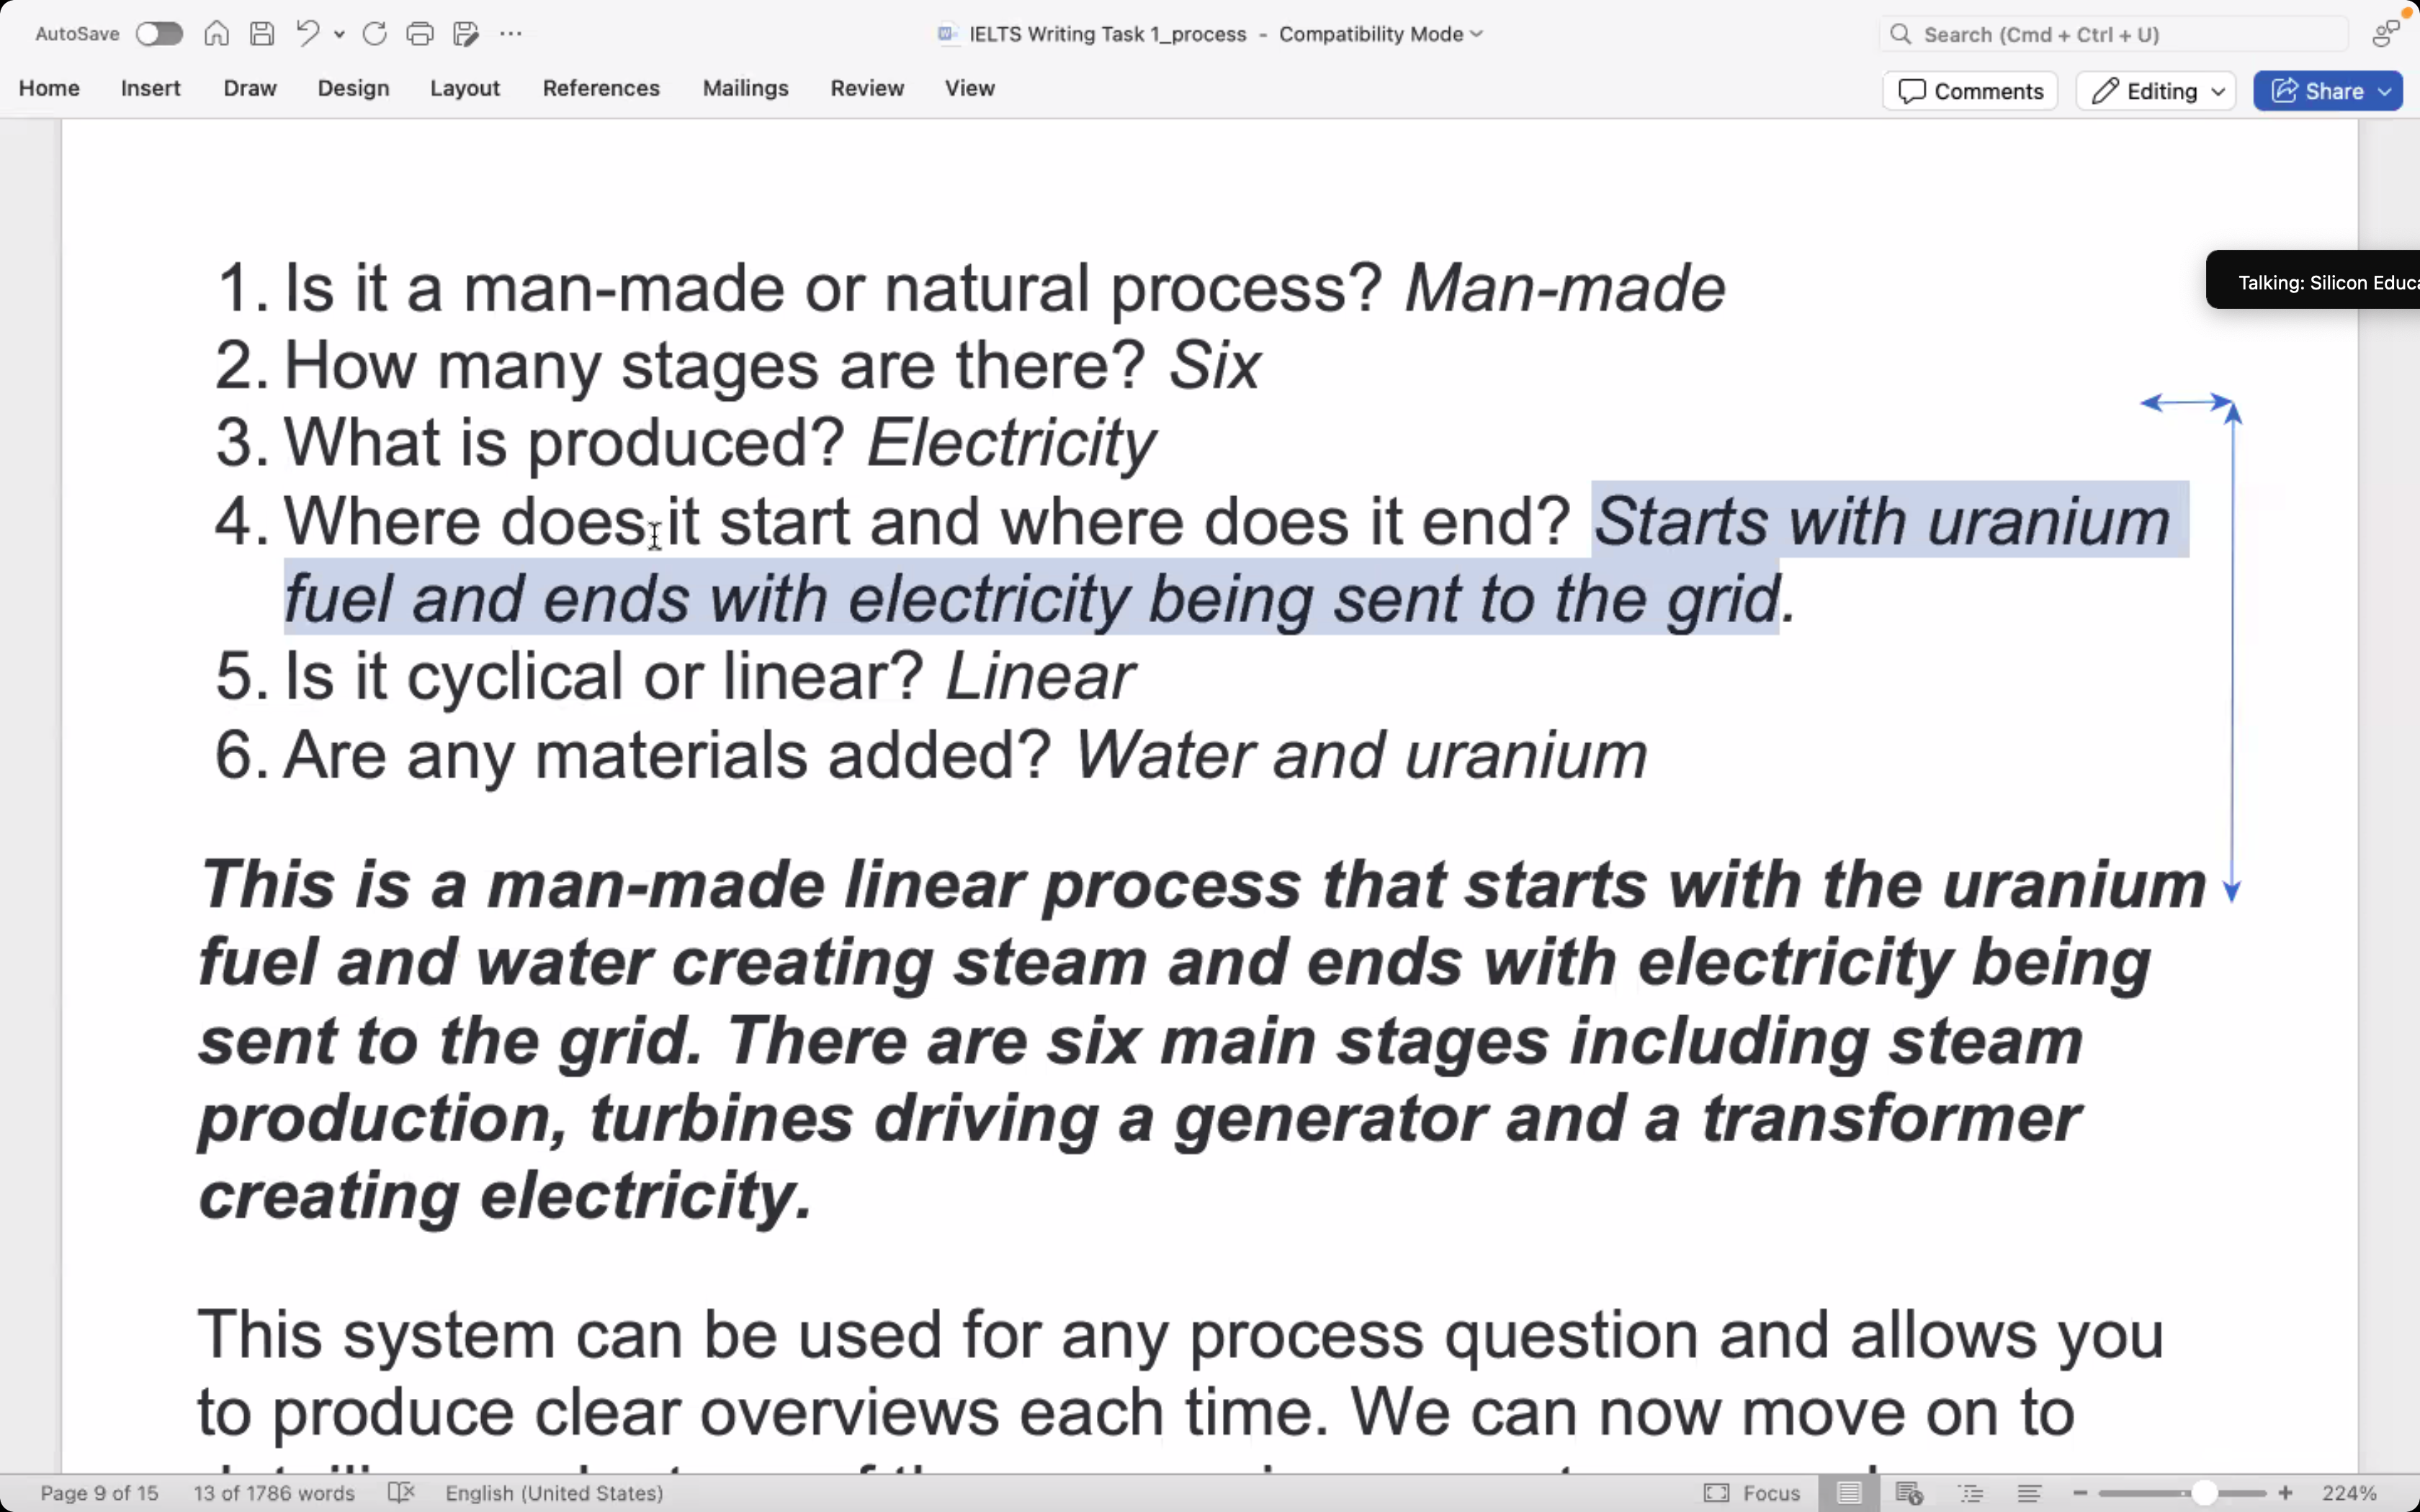 AutoSave
IELTS Writing Task 1_process - Compatibility Mode
Search (Cmd + Ctrl + U)
Home Insert Draw Design Layout References Mailings Review View
Comments Editing Share
Talking: Silicon
1. Is it a man-made or natural process? Man-made
2. How many stages are there? Six
3. What is produced? Electricity
4. Where does it start and where does it end? Starts with uranium
fuel and ends with electricity being sent to the grid.
5. Is it cyclical or linear? Linear
6. Are any materials added? Water and uranium
This is a man-made linear process that starts with the uranium
fuel and water creating steam and ends with electricity being
sent to the grid. There are six main stages including steam
production, turbines driving a generator and a transformer
creating electricity.
This system can be used for any process question and allows you
to produce clear overviews each time. We can now move on to
Page 9 of 15 13 of 1786 words English (United States) Focus 224%